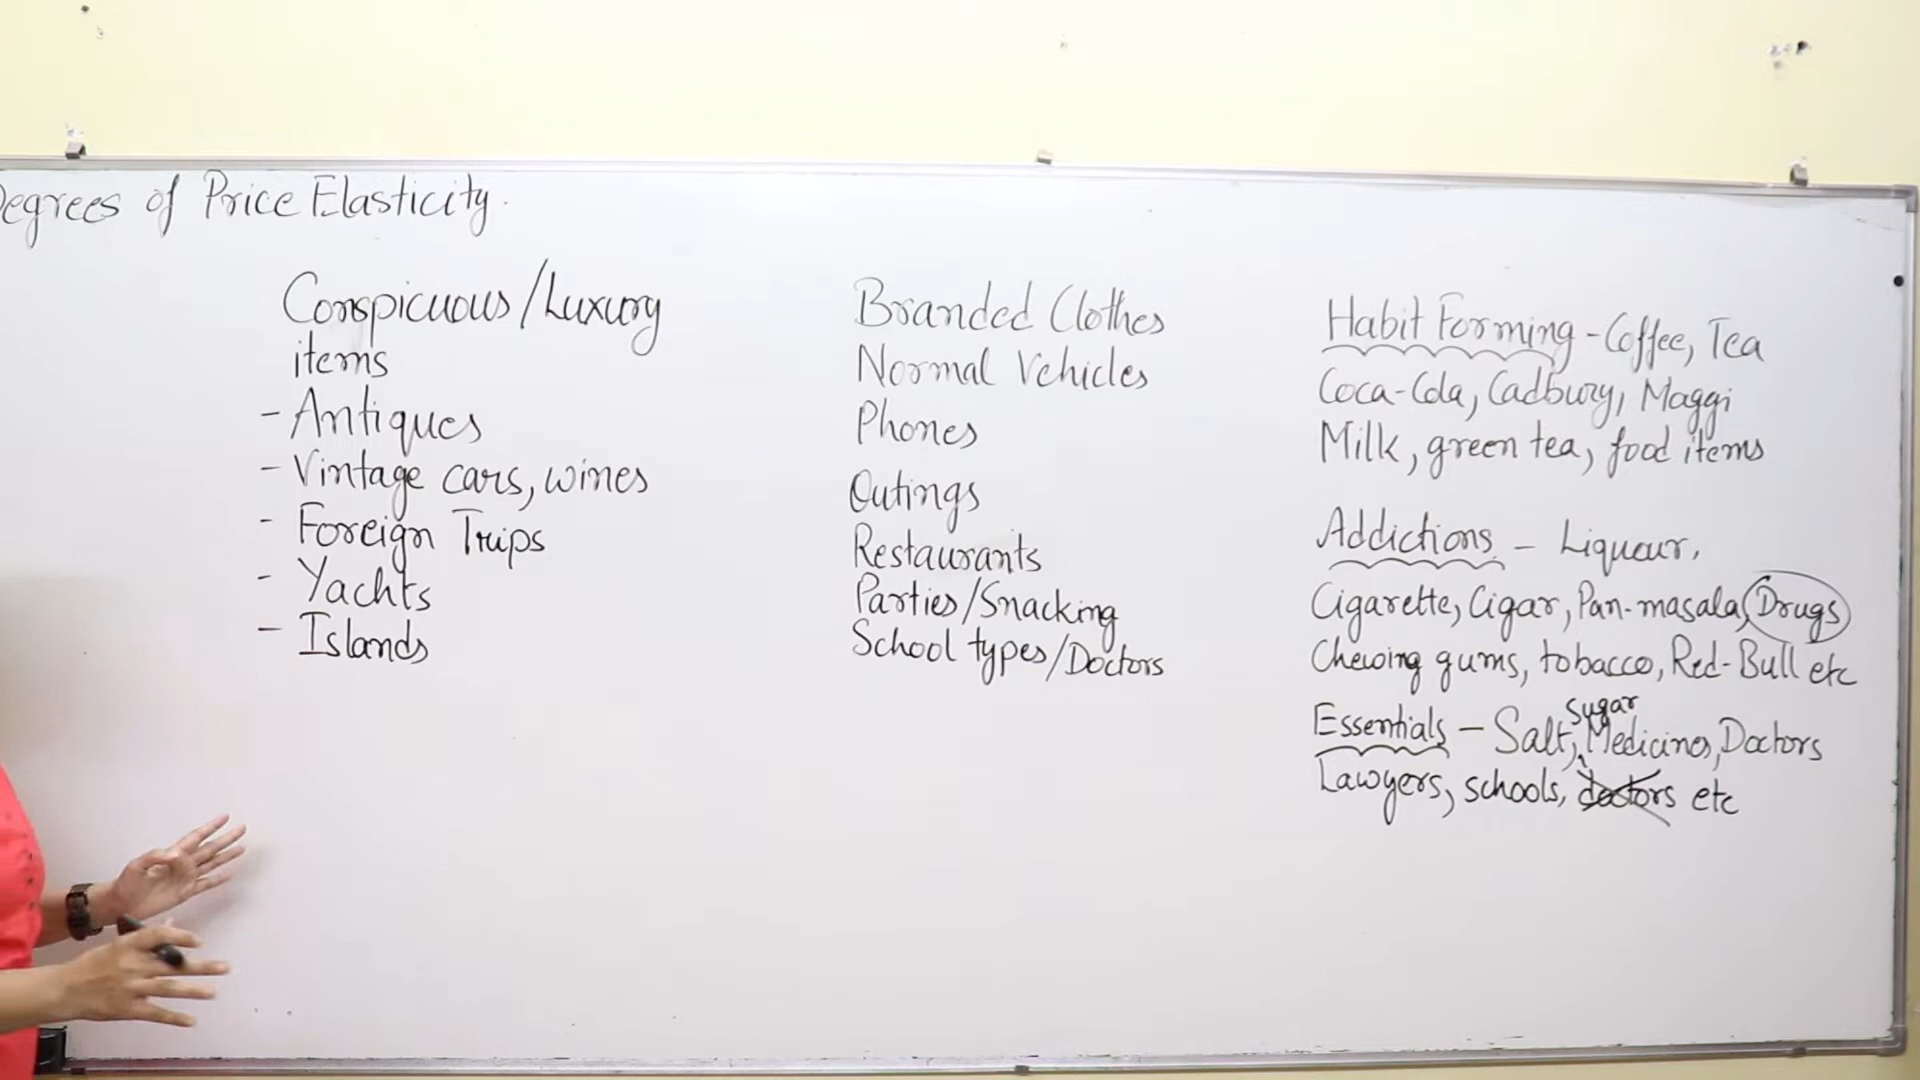 Degrees of Price Elasticity.
Conspicuous/Luxury
items
- Antiques
- Vintage cars, wines
- Foreign Trips
- Yachts
- Islands
Branded Clothes
Normal Vehicles
Phones
Outings
Restaurants
Parties/Snacking
School types/Doctors
Habit Forming - Coffee, Tea
Coca-Cola, Cadbury, Maggi
Milk, green tea, food items
Addictions - Liqueur,
Cigarette, Cigar, Pan-masala, Drugs
Chewing gums, tobacco, Red-Bull etc
Essentials - Salt, sugar Medicines, Doctors
Lawyers, schools, doctors etc